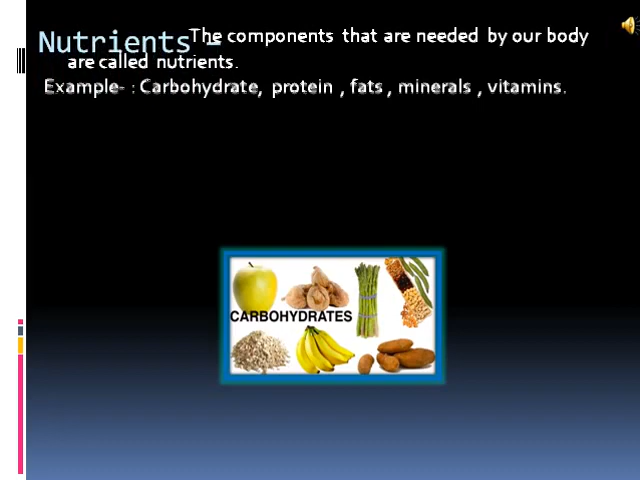 Nutrients – The components that are needed by our body
are called nutrients.
Example- : Carbohydrate, protein , fats , minerals , vitamins.
CARBOHYDRATES